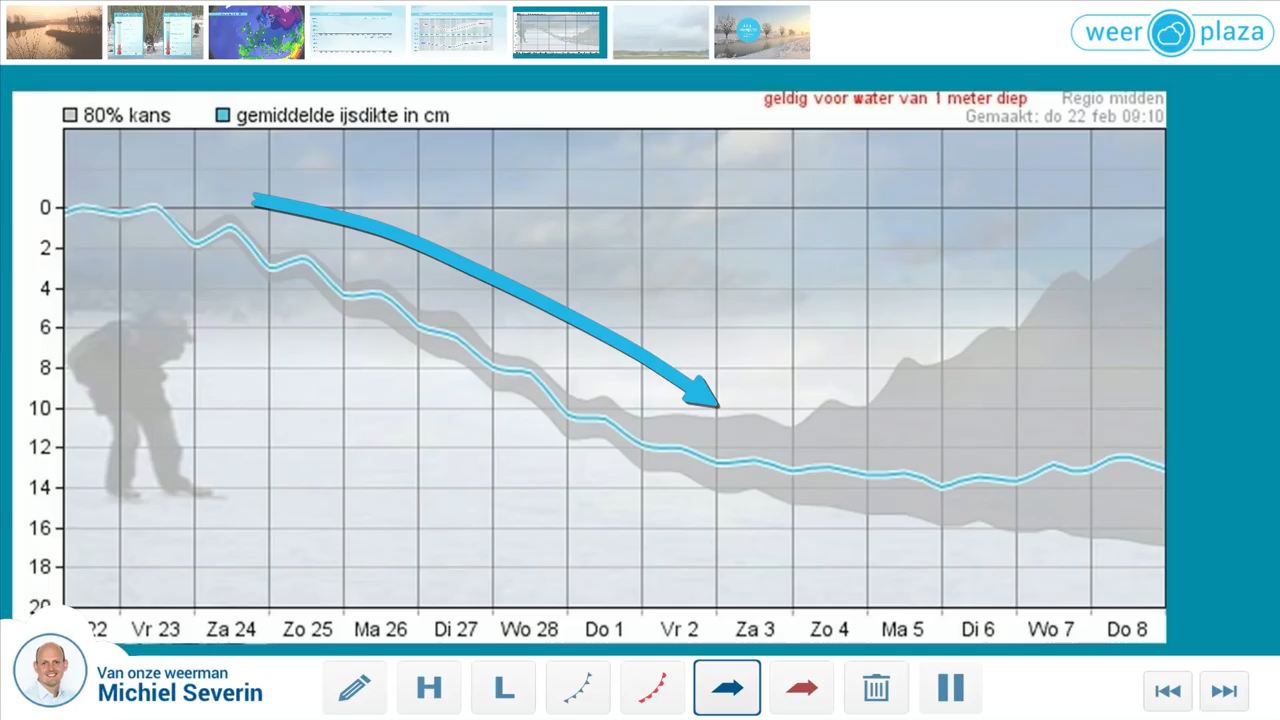 weer plaza
geldig voor water van 1 meter diep
Regio midden
80% kans
gemiddelde ijsdikte in cm
Gemaakt: do 22 feb 09:10
0
2
4
6
8
10
12
14
16
18
20
22 Vr 23 Za 24 Zo 25 Ma 26 Di 27 Wo 28 Do 1 Vr 2 Za 3 Zo 4 Ma 5 Di 6 Wo 7 Do 8
Van onze weerman
Michiel Severin
H L